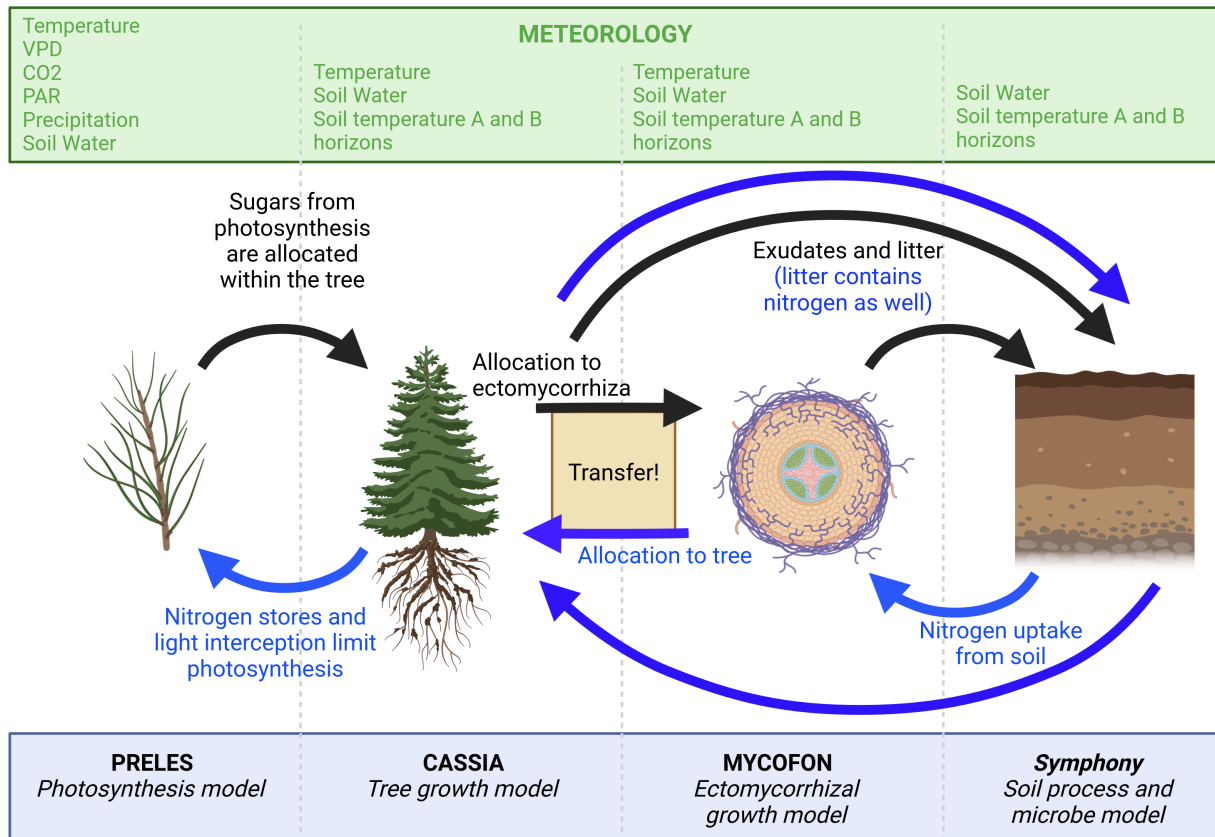 METEOROLOGY
Temperature
VPD
CO2
PAR
Precipitation
Soil Water
Temperature
Soil Water
Soil temperature A and B
horizons
Temperature
Soil Water
Soil temperature A and B
horizons
Soil Water
Soil temperature A and B
horizons
Sugars from
photosynthesis
are allocated
within the tree
Exudates and litter
(litter contains
nitrogen as well)
Allocation to
ectomycorrhiza
Transfer!
Allocation to tree
Nitrogen stores and
light interception limit
photosynthesis
Nitrogen uptake
from soil
PRELES
Photosynthesis model
CASSIA
Tree growth model
MYCOFON
Ectomycorrhizal
growth model
Symphony
Soil process and
microbe model